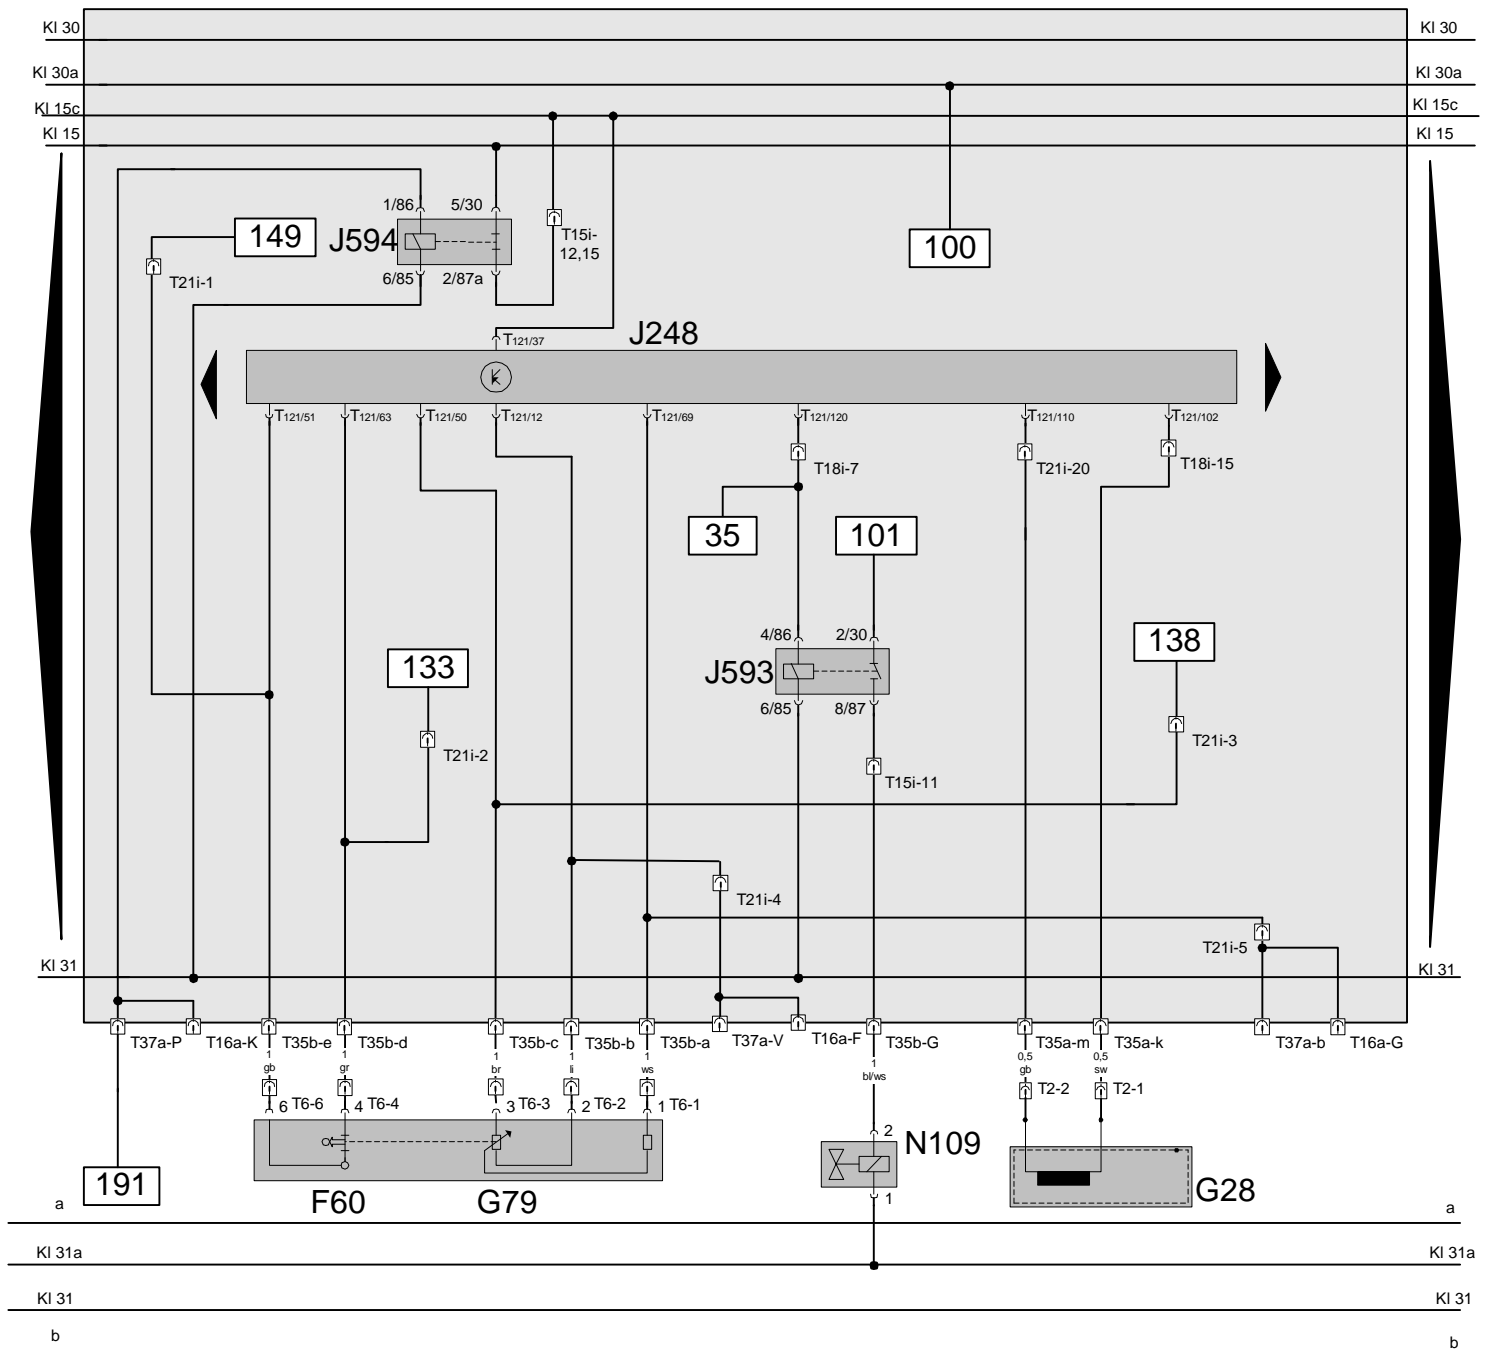 Kl 30
Kl 30
Kl 30a
Kl 30a
Kl 15c
Kl 15c
Kl 15
Kl 15
1/86
5/30
149
J594
T15i-
12,15
100
T21i-1
6/85
2/87a
T121/37
J248
T121/51
T121/63
T121/50
T121/12
T121/69
T121/120
T121/110
T121/102
T18i-7
T21i-20
T18i-15
35
101
4/86
2/30
138
133
J593
6/85
8/87
T21i-2
T21i-3
T15i-11
T21i-4
T21i-5
Kl 31
Kl 31
T37a-P
T16a-K
T35b-e
T35b-d
T35b-c
T35b-b
T35b-a
T37a-V
T16a-F
T35b-G
T35a-m
T35a-k
T37a-b
T16a-G
1
gb
1
gr
1
br
1
li
1
ws
1
bl/ws
0,5
gb
0,5
sw
T2-2
T2-1
6 T6-6
4 T6-4
3 T6-3
2 T6-2
1 T6-1
2
N109
191
F60
G79
1
G28
a
a
Kl 31a
Kl 31a
Kl 31
Kl 31
b
b